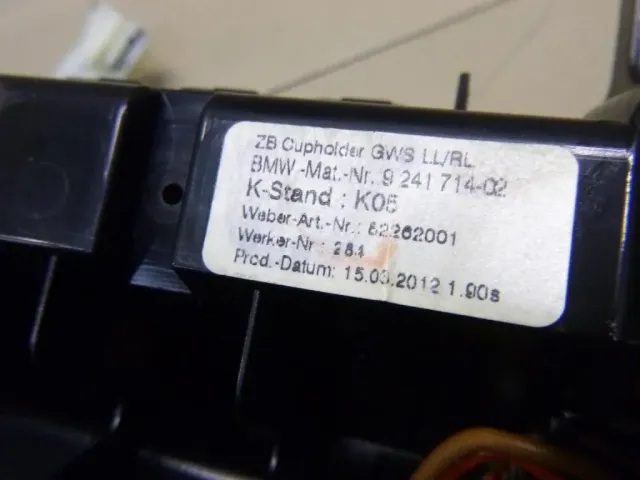 ZB Cupholder GWS LL/RL
BMW-Mat.-Nr. 9 241 714-02
K-Stand : K05
Weber-Art.-Nr.: 82262001
Werker-Nr.: 284
Prod.-Datum: 15.03.2012 1.90s